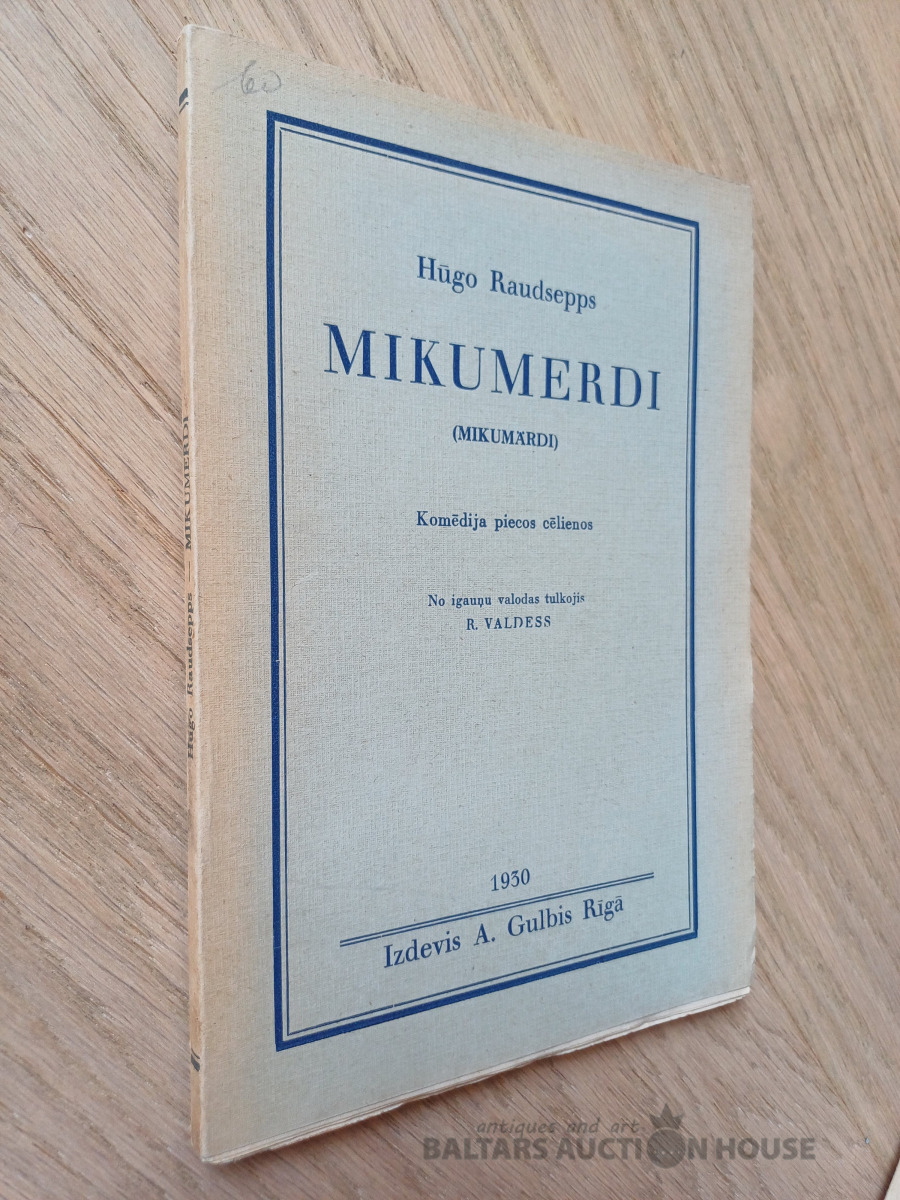 60
Hūgo Raudsepps
MIKUMERDI
(MIKUMÄRDI)
Komēdija piecos cēlienos
No igauņu valodas tulkojis
R. VALDESS
1930
Izdevis A. Gulbis Rīgā
Hūgo Raudsepps — MIKUMERDI
antiques and art
BALTARS AUCTION HOUSE